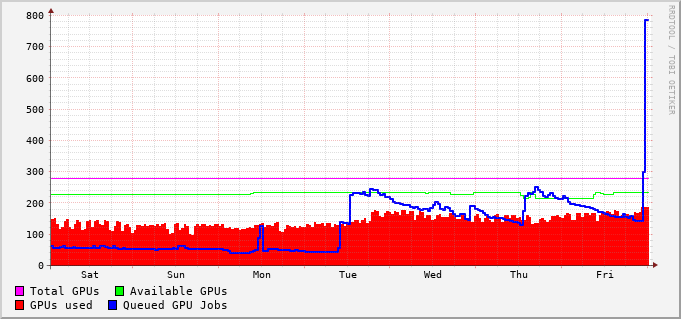 800
700
600
500
400
300
200
100
0
Sat Sun Mon Tue Wed Thu Fri
Total GPUs Available GPUs
GPUs used Queued GPU Jobs
RRDTOOL / TOBI OETIKER